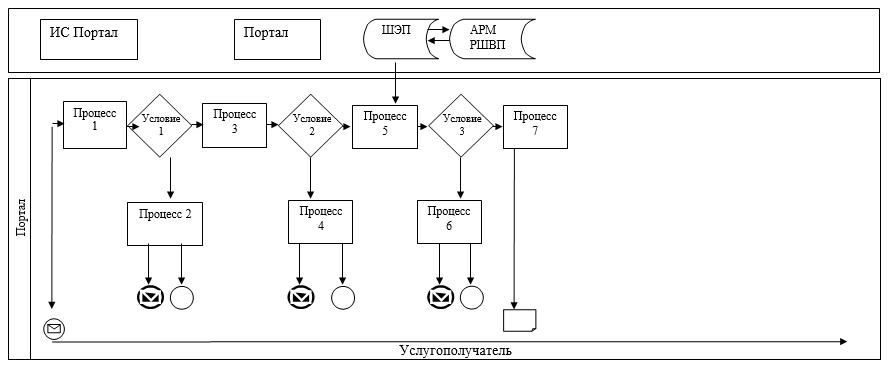 ИС Портал
Портал
ШЭП
АРМ
РШВП
Портал
Процесс
1
Условие
1
Процесс
3
Условие
2
Процесс
5
Условие
3
Процесс
7
Процесс 2
Процесс
4
Процесс
6
Услугополучатель